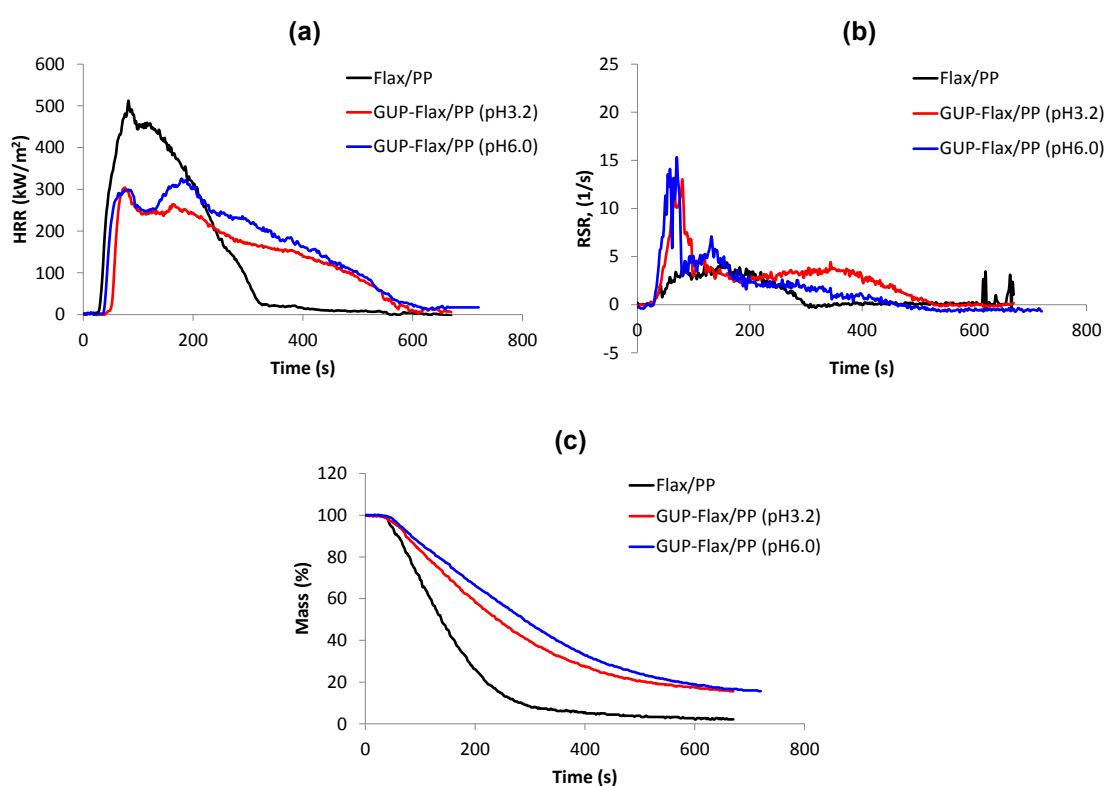 (a)
600
500
400
300
200
100
0
HRR (kW/m²)
0 200 400 600 800
Time (s)
Flax/PP
GUP-Flax/PP (pH3.2)
GUP-Flax/PP (pH6.0)
(b)
25
20
15
10
5
0
-5
RSR, (1/s)
0 200 400 600 800
Time (s)
Flax/PP
GUP-Flax/PP (pH3.2)
GUP-Flax/PP (pH6.0)
(c)
120
100
80
60
40
20
0
Mass (%)
0 200 400 600 800
Time (s)
Flax/PP
GUP-Flax/PP (pH3.2)
GUP-Flax/PP (pH6.0)